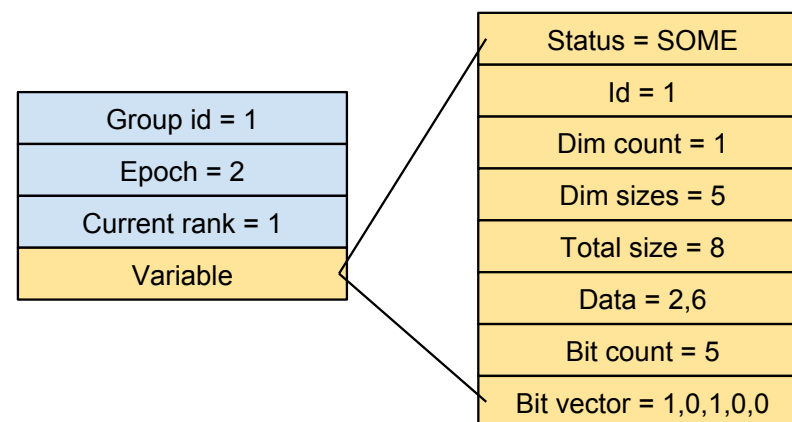 Group id = 1
Epoch = 2
Current rank = 1
Variable
Status = SOME
Id = 1
Dim count = 1
Dim sizes = 5
Total size = 8
Data = 2,6
Bit count = 5
Bit vector = 1,0,1,0,0